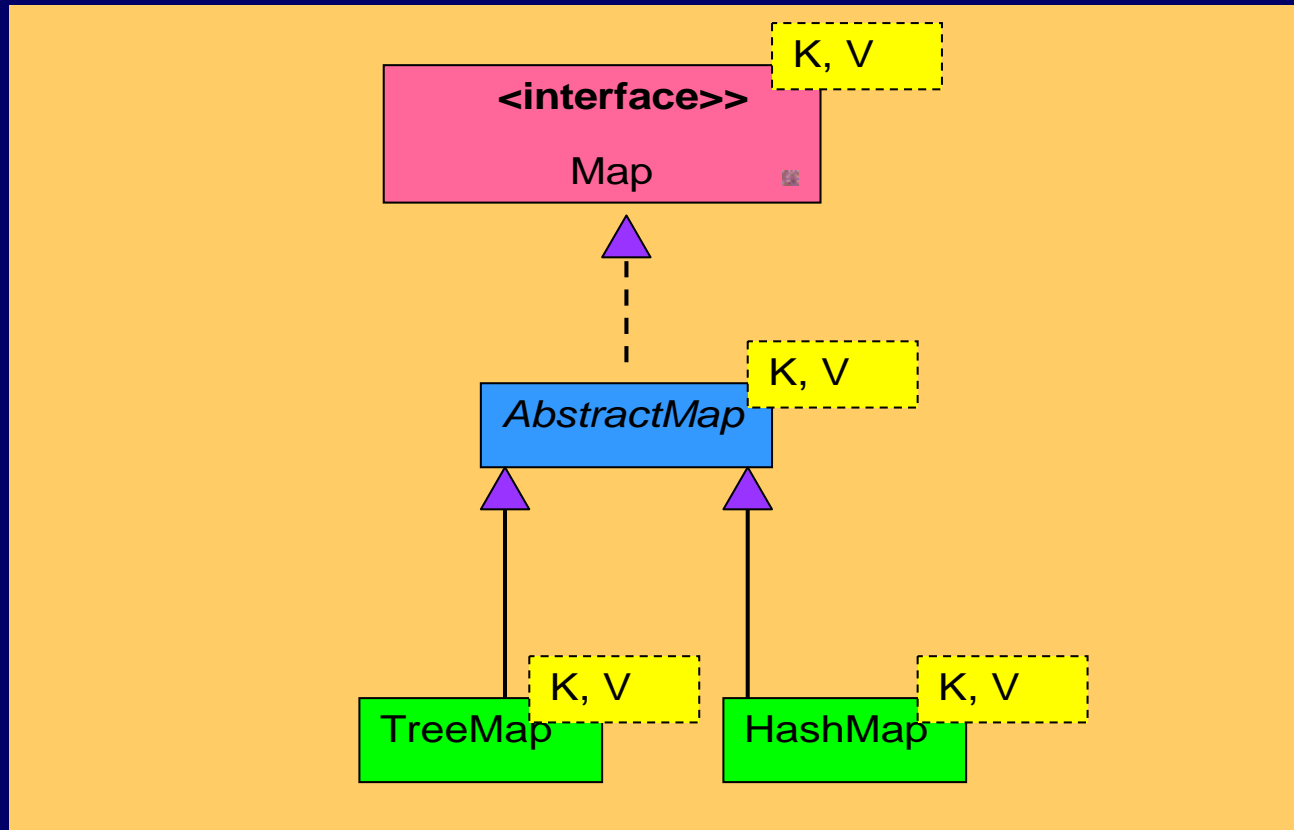 K, V
<interface>>
Map
K, V
AbstractMap
K, V
K, V
TreeMap
HashMap